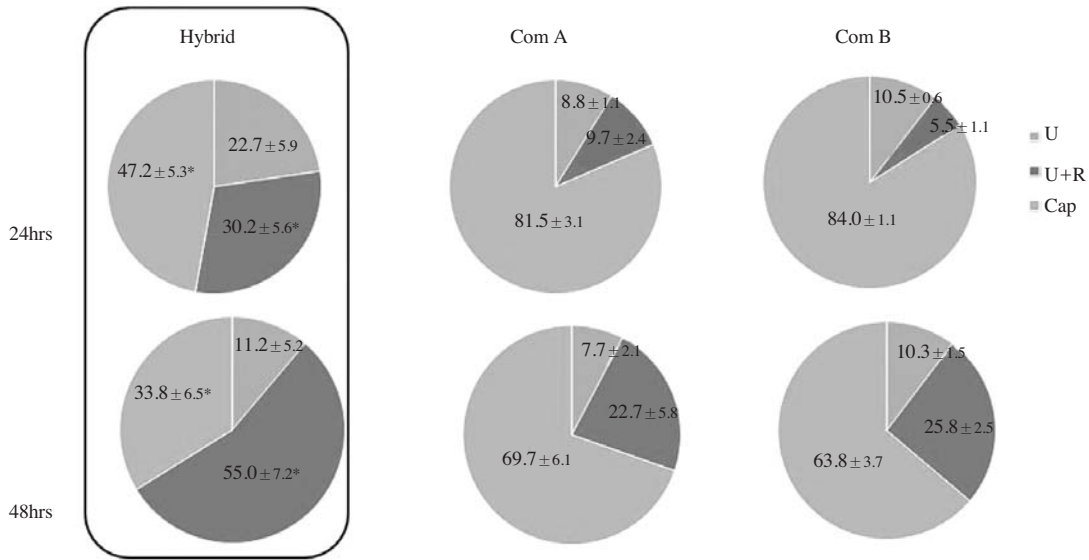 Hybrid
Com A
Com B
22.7±5.9
47.2±5.3*
30.2±5.6*
8.8±1.1
9.7±2.4
81.5±3.1
10.5±0.6
5.5±1.1
84.0±1.1
U
U+R
Cap
24hrs
11.2±5.2
33.8±6.5*
55.0±7.2*
7.7±2.1
22.7±5.8
69.7±6.1
10.3±1.5
25.8±2.5
63.8±3.7
48hrs